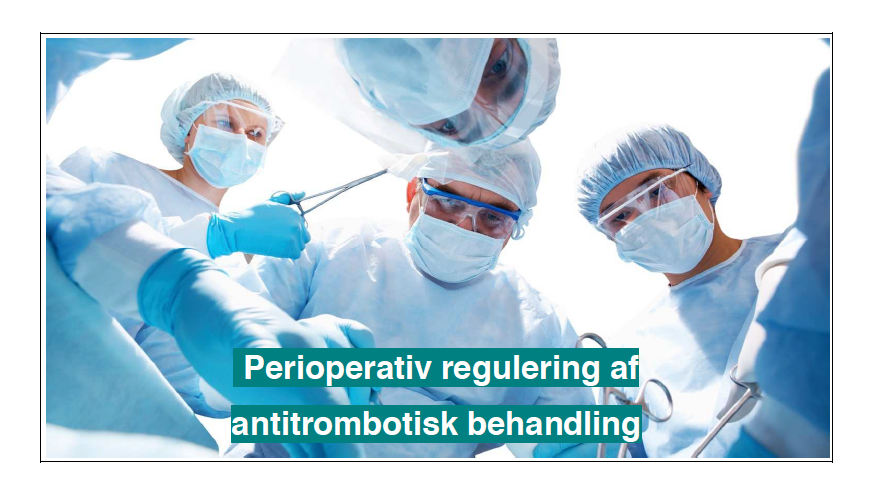 Perioperativ regulering af
antitrombotisk behandling